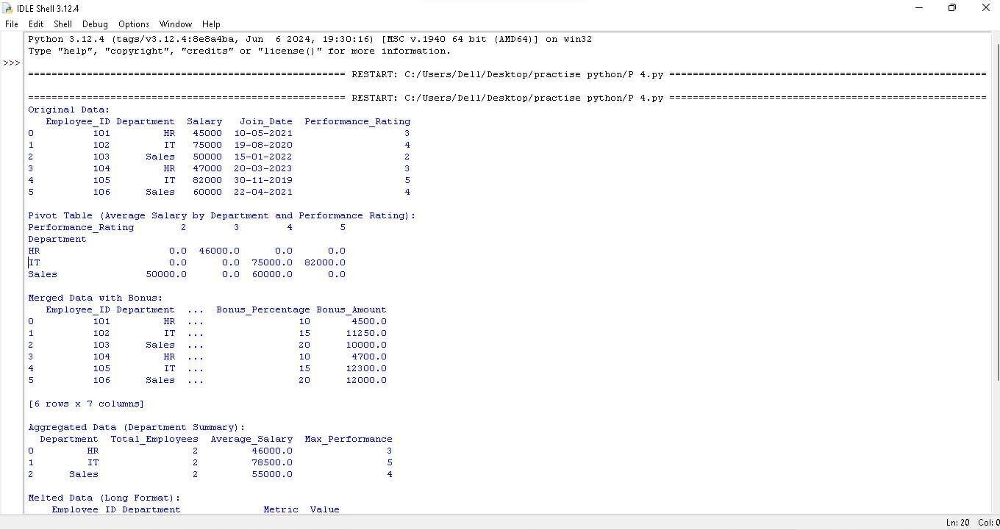 IDLE Shell 3.12.4
File Edit Shell Debug Options Window Help
Python 3.12.4 (tags/v3.12.4:8e8a4ba, Jun  6 2024, 19:30:16) [MSC v.1940 64 bit (AMD64)] on win32
Type "help", "copyright", "credits" or "license()" for more information.
>>>
====================================================== RESTART: C:/Users/Dell/Desktop/practise python/P 4.py ======================================================
====================================================== RESTART: C:/Users/Dell/Desktop/practise python/P 4.py ======================================================
Original Data:
   Employee_ID Department  Salary   Join_Date  Performance_Rating
0          101         HR   45000  10-05-2021                   3
1          102         IT   75000  19-08-2020                   4
2          103      Sales   50000  15-01-2022                   2
3          104         HR   47000  20-03-2023                   3
4          105         IT   82000  30-11-2019                   5
5          106      Sales   60000  22-04-2021                   4
Pivot Table (Average Salary by Department and Performance Rating):
Performance_Rating        2        3        4        5
Department
HR                      0.0  46000.0      0.0      0.0
IT                      0.0      0.0  75000.0  82000.0
Sales               50000.0      0.0  60000.0      0.0
Merged Data with Bonus:
   Employee_ID Department  ...  Bonus_Percentage Bonus_Amount
0          101         HR  ...                10       4500.0
1          102         IT  ...                15      11250.0
2          103      Sales  ...                20      10000.0
3          104         HR  ...                10       4700.0
4          105         IT  ...                15      12300.0
5          106      Sales  ...                20      12000.0
[6 rows x 7 columns]
Aggregated Data (Department Summary):
  Department  Total_Employees  Average_Salary  Max_Performance
0         HR                2         46000.0                3
1         IT                2         78500.0                5
2      Sales                2         55000.0                4
Melted Data (Long Format):
    Employee_ID Department              Metric  Value
Ln: 20 Col: 0